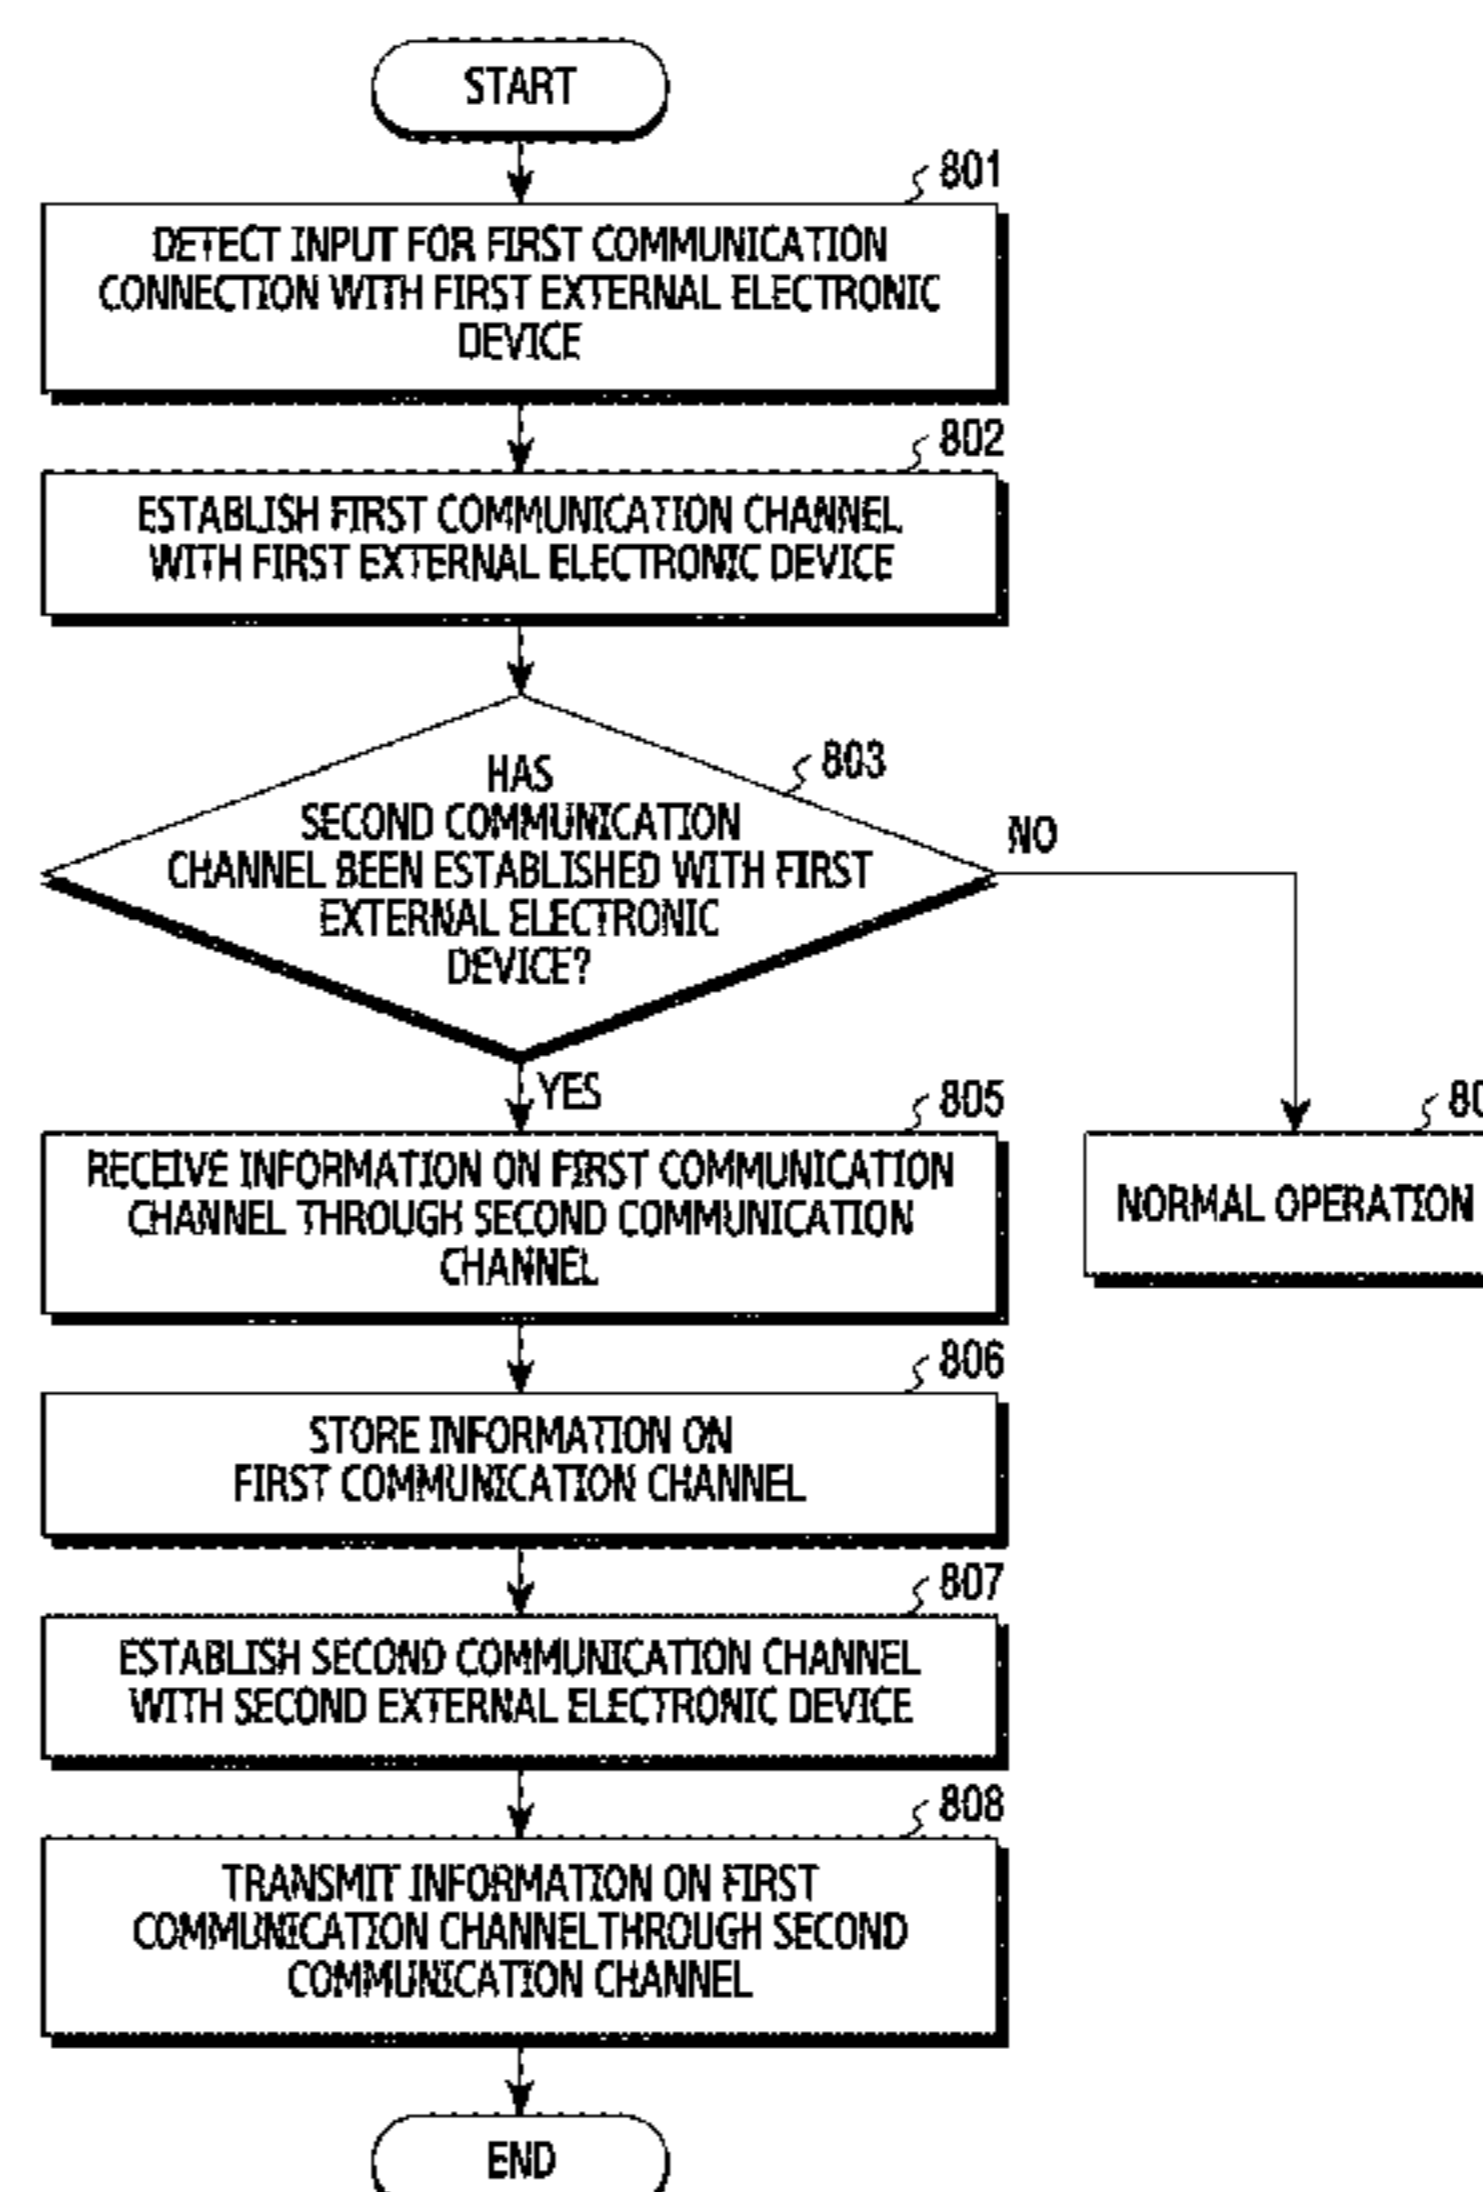 START
801
DETECT INPUT FOR FIRST COMMUNICATION
CONNECTION WITH FIRST EXTERNAL ELECTRONIC
DEVICE
802
ESTABLISH FIRST COMMUNICATION CHANNEL
WITH FIRST EXTERNAL ELECTRONIC DEVICE
803
HAS
SECOND COMMUNICATION
CHANNEL BEEN ESTABLISHED WITH FIRST
EXTERNAL ELECTRONIC
DEVICE?
NO
YES
805
RECEIVE INFORMATION ON FIRST COMMUNICATION
CHANNEL THROUGH SECOND COMMUNICATION
CHANNEL
NORMAL OPERATION
806
STORE INFORMATION ON
FIRST COMMUNICATION CHANNEL
807
ESTABLISH SECOND COMMUNICATION CHANNEL
WITH SECOND EXTERNAL ELECTRONIC DEVICE
808
TRANSMIT INFORMATION ON FIRST
COMMUNICATION CHANNELTHROUGH SECOND
COMMUNICATION CHANNEL
END